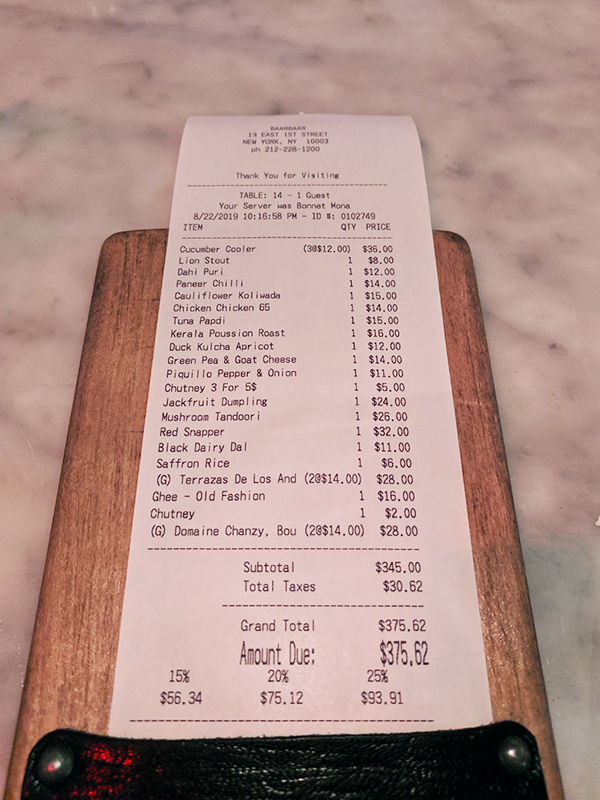 BAARBAAR
13 EAST 1ST STREET
NEW YORK, NY 10003
ph 212-228-1200
Thank You for Visiting
TABLE: 14 - 1 Guest
Your Server was Bonnet Mona
8/22/2019 10:16:58 PM - ID #: 0102749
ITEM QTY PRICE
Cucumber Cooler (3@$12.00) $36.00
Lion Stout 1 $8.00
Dahi Puri 1 $12.00
Paneer Chilli 1 $14.00
Cauliflower Koliwada 1 $15.00
Chicken Chicken 65 1 $14.00
Tuna Papdi 1 $15.00
Kerala Poussion Roast 1 $16.00
Duck Kulcha Apricot 1 $12.00
Green Pea & Goat Cheese 1 $14.00
Piquillo Pepper & Onion 1 $11.00
Chutney 3 For 5$ 1 $5.00
Jackfruit Dumpling 1 $24.00
Mushroom Tandoori 1 $26.00
Red Snapper 1 $32.00
Black Dairy Dal 1 $11.00
Saffron Rice 1 $6.00
(G) Terrazas De Los And (2@$14.00) $28.00
Ghee - Old Fashion 1 $16.00
Chutney 1 $2.00
(G) Domaine Chanzy, Bou (2@$14.00) $28.00
Subtotal $345.00
Total Taxes $30.62
Grand Total $375.62
Amount Due: $375.62
15% 20% 25%
$56.34 $75.12 $93.91